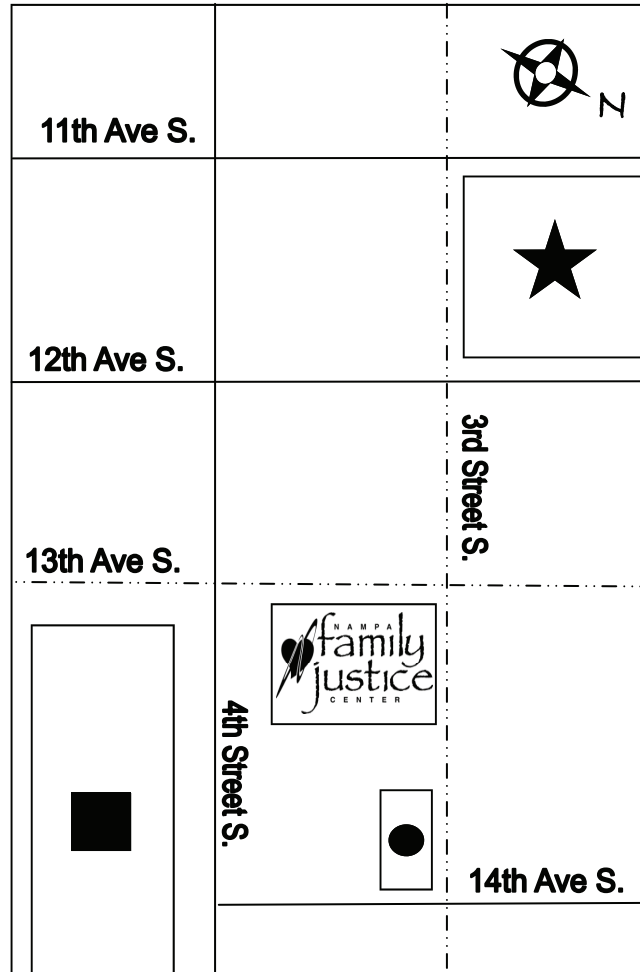 N
11th Ave S.
12th Ave S.
3rd Street S.
13th Ave S.
NAMPA
family
justice
CENTER
4th Street S.
14th Ave S.